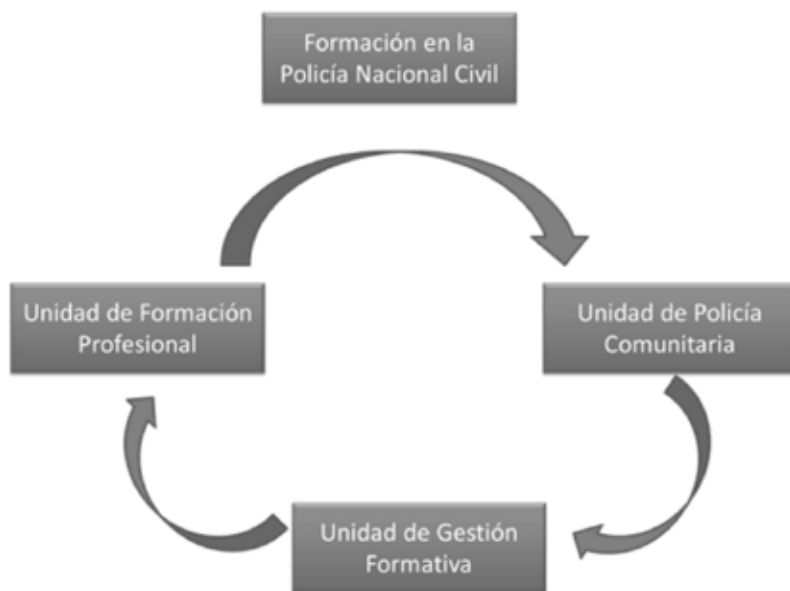 Formación en la
Policía Nacional Civil
Unidad de Formación
Profesional
Unidad de Policía
Comunitaria
Unidad de Gestión
Formativa